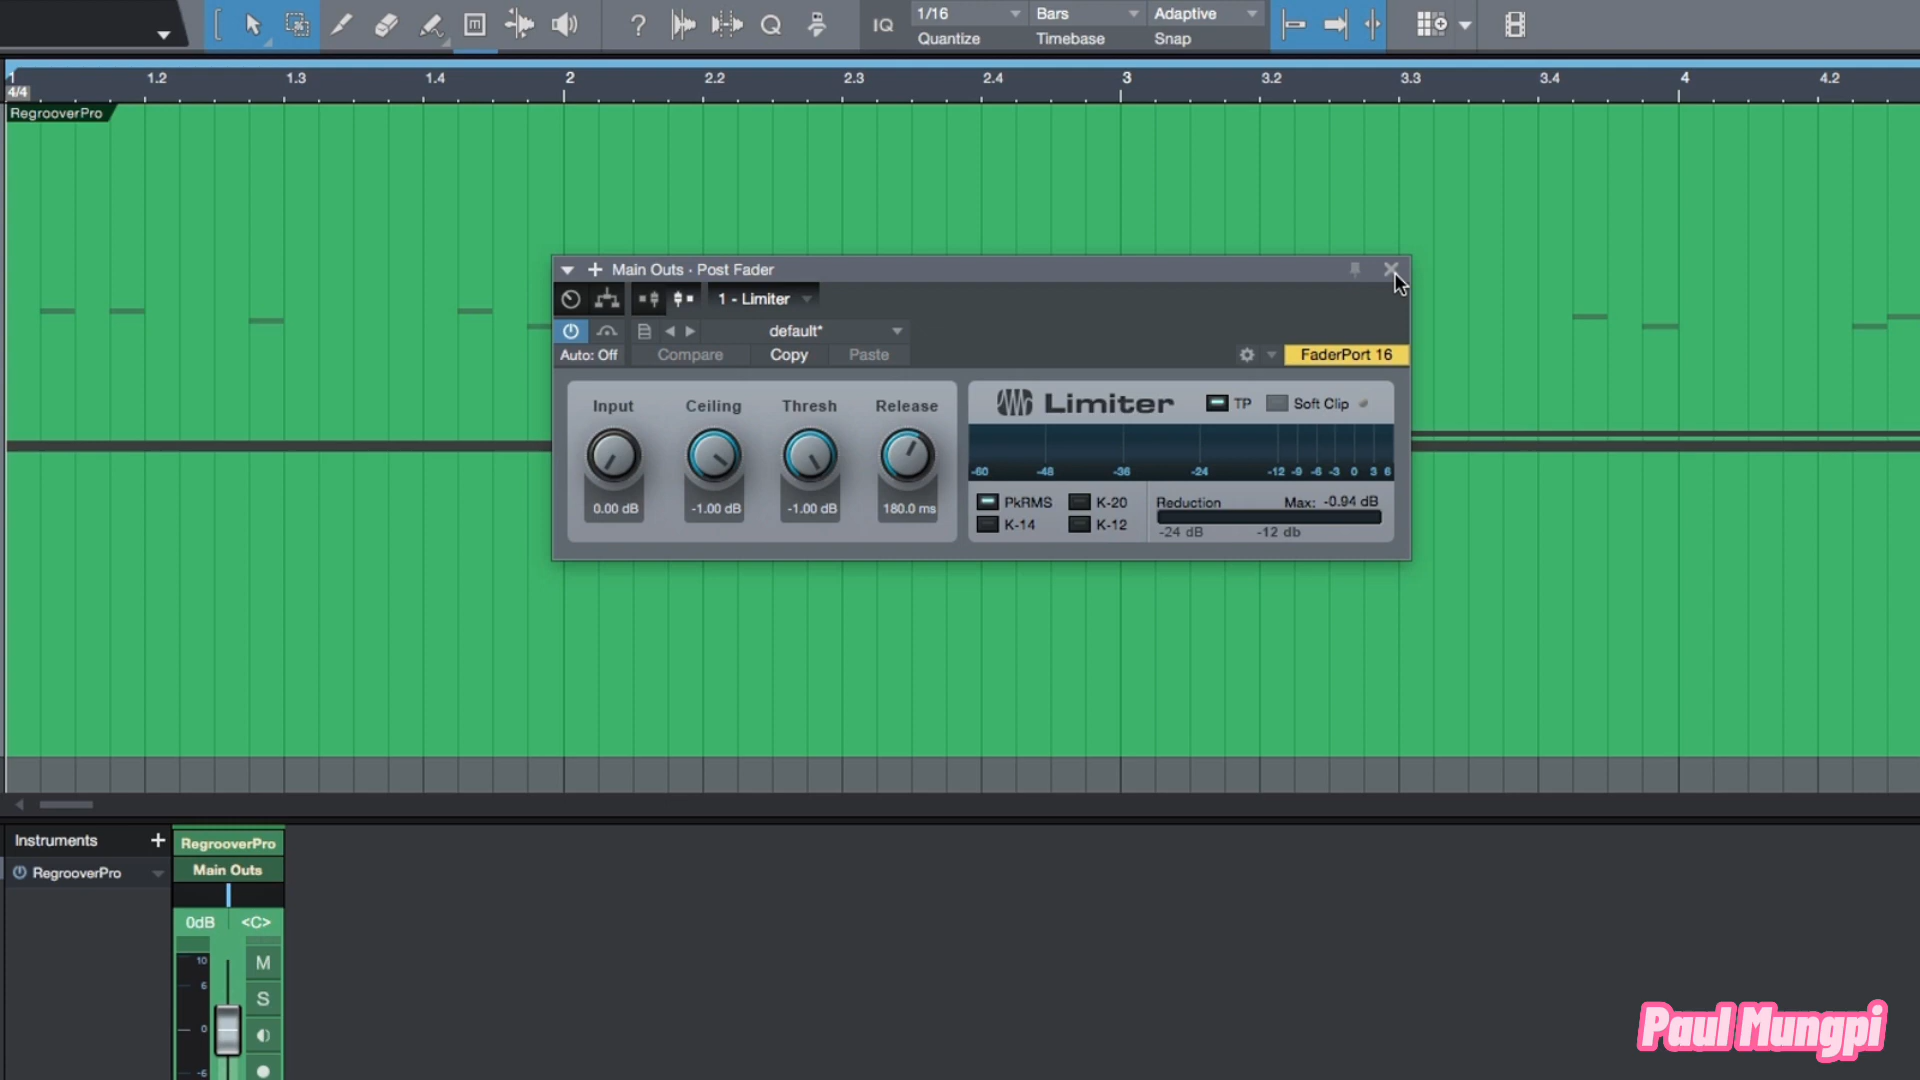 IQ
1/16
Quantize
Bars
Timebase
Adaptive
Snap
1 1.2 1.3 1.4 2 2.2 2.3 2.4 3 3.2 3.3 3.4 4 4.2
4/4
RegrooverPro
Main Outs · Post Fader
1 - Limiter
default*
Auto: Off Compare Copy Paste
FaderPort 16
Input Ceiling Thresh Release
0.00 dB -1.00 dB -1.00 dB 180.0 ms
Limiter TP Soft Clip
-60 -48 -36 -24 -12 -9 -6 -3 0 3 6
PkRMS K-20
K-14 K-12
Reduction Max: -0.94 dB
-24 dB -12 db
Instruments +
RegrooverPro
RegrooverPro
Main Outs
0dB <C>
10
6
0
-6
M
S
Paul Mungpi